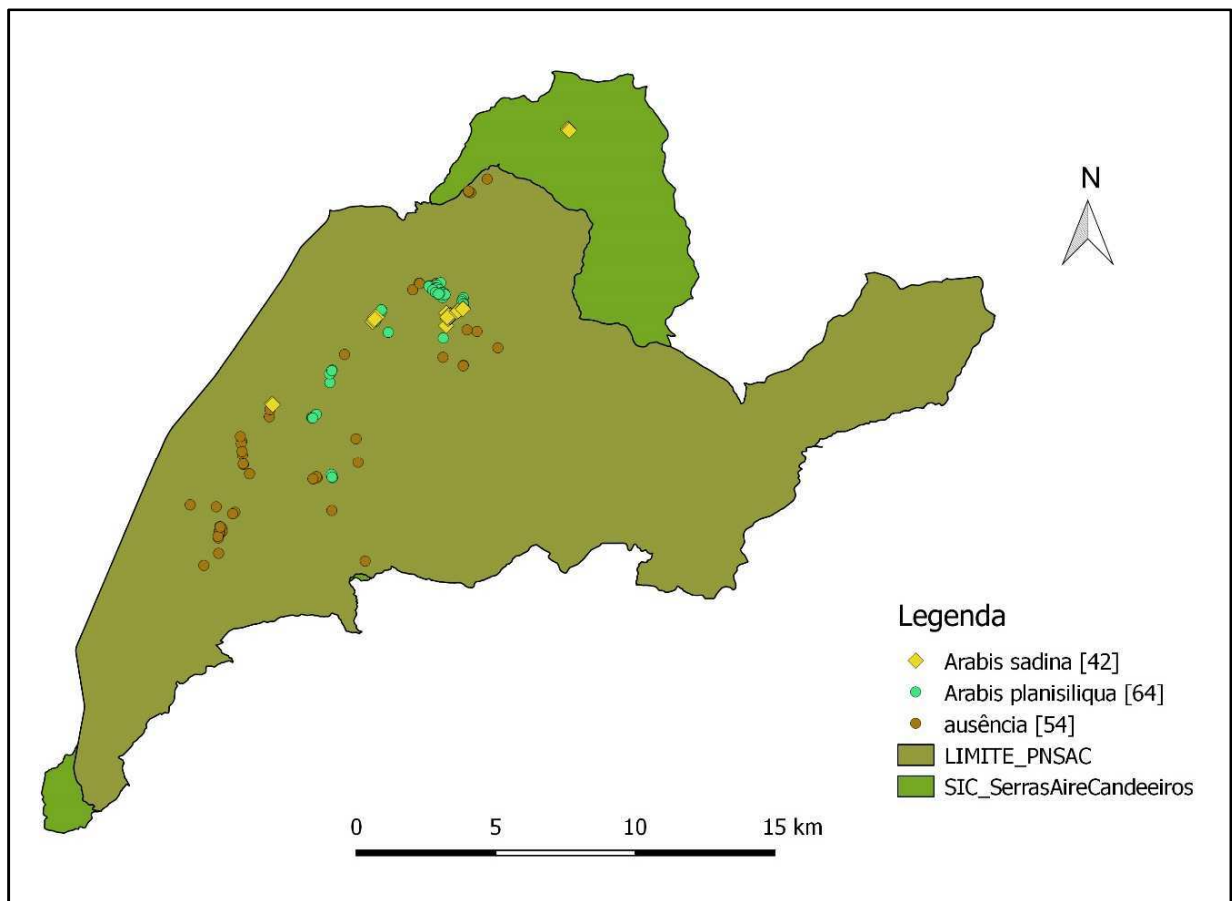 N
Legenda
Arabis sadina [42]
Arabis planisiliqua [64]
ausência [54]
LIMITE_PNSAC
SIC_SerrasAireCandeeiros
0 5 10 15 km